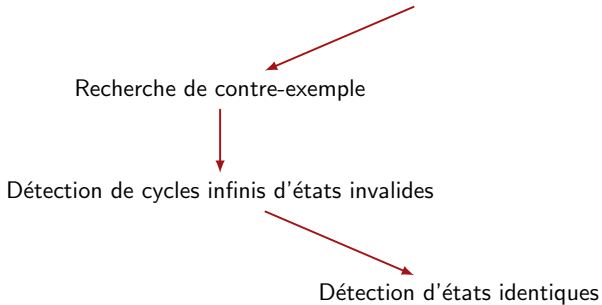 Recherche de contre-exemple
Détection de cycles infinis d'états invalides
Détection d'états identiques